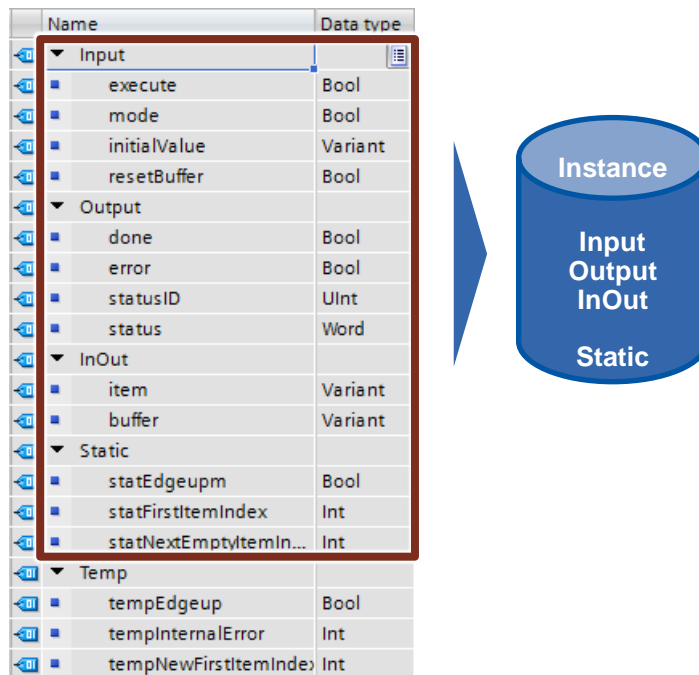 Name Data type
Input
execute Bool
mode Bool
initialValue Variant
resetBuffer Bool
Output
done Bool
error Bool
statusID UInt
status Word
InOut
item Variant
buffer Variant
Static
statEdgeupm Bool
statFirstItemIndex Int
statNextEmptyItemIn... Int
Temp
tempEdgeup Bool
tempInternalError Int
tempNewFirstItemIndex Int
Instance
Input
Output
InOut
Static